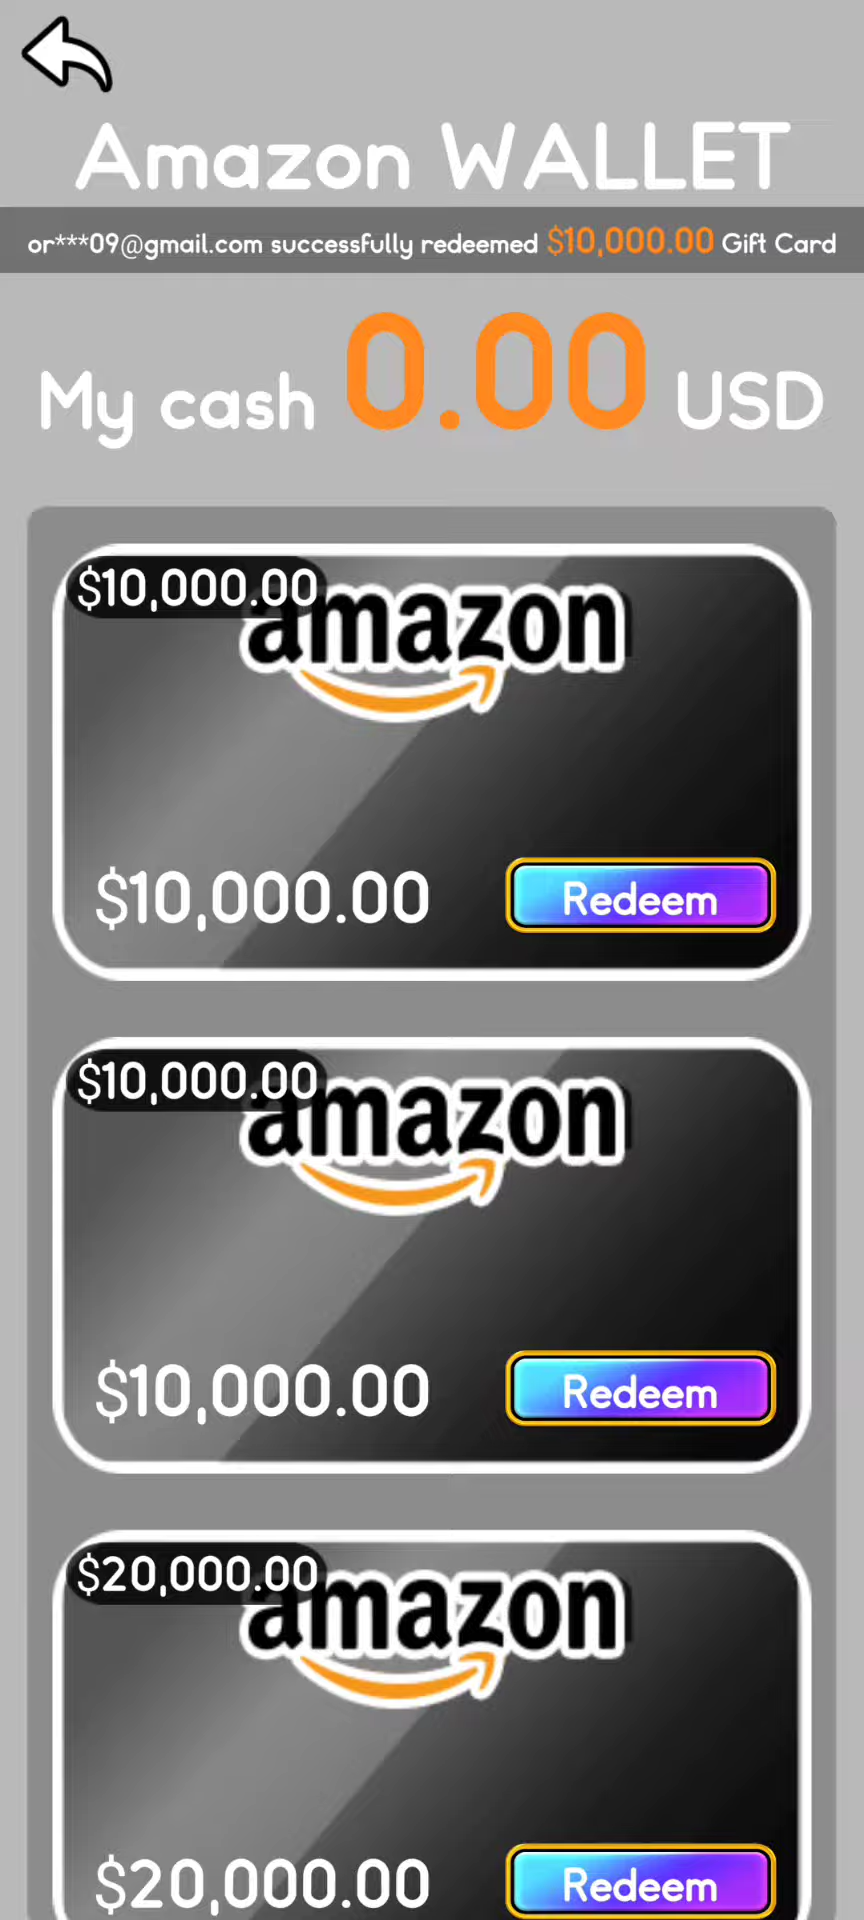 Amazon WALLET
or***09@gmail.com successfully redeemed $10,000.00 Gift Card
My cash 0.00 USD
$10,000.00
amazon
$10,000.00 Redeem
$10,000.00
amazon
$10,000.00 Redeem
$20,000.00
amazon
$20,000.00 Redeem